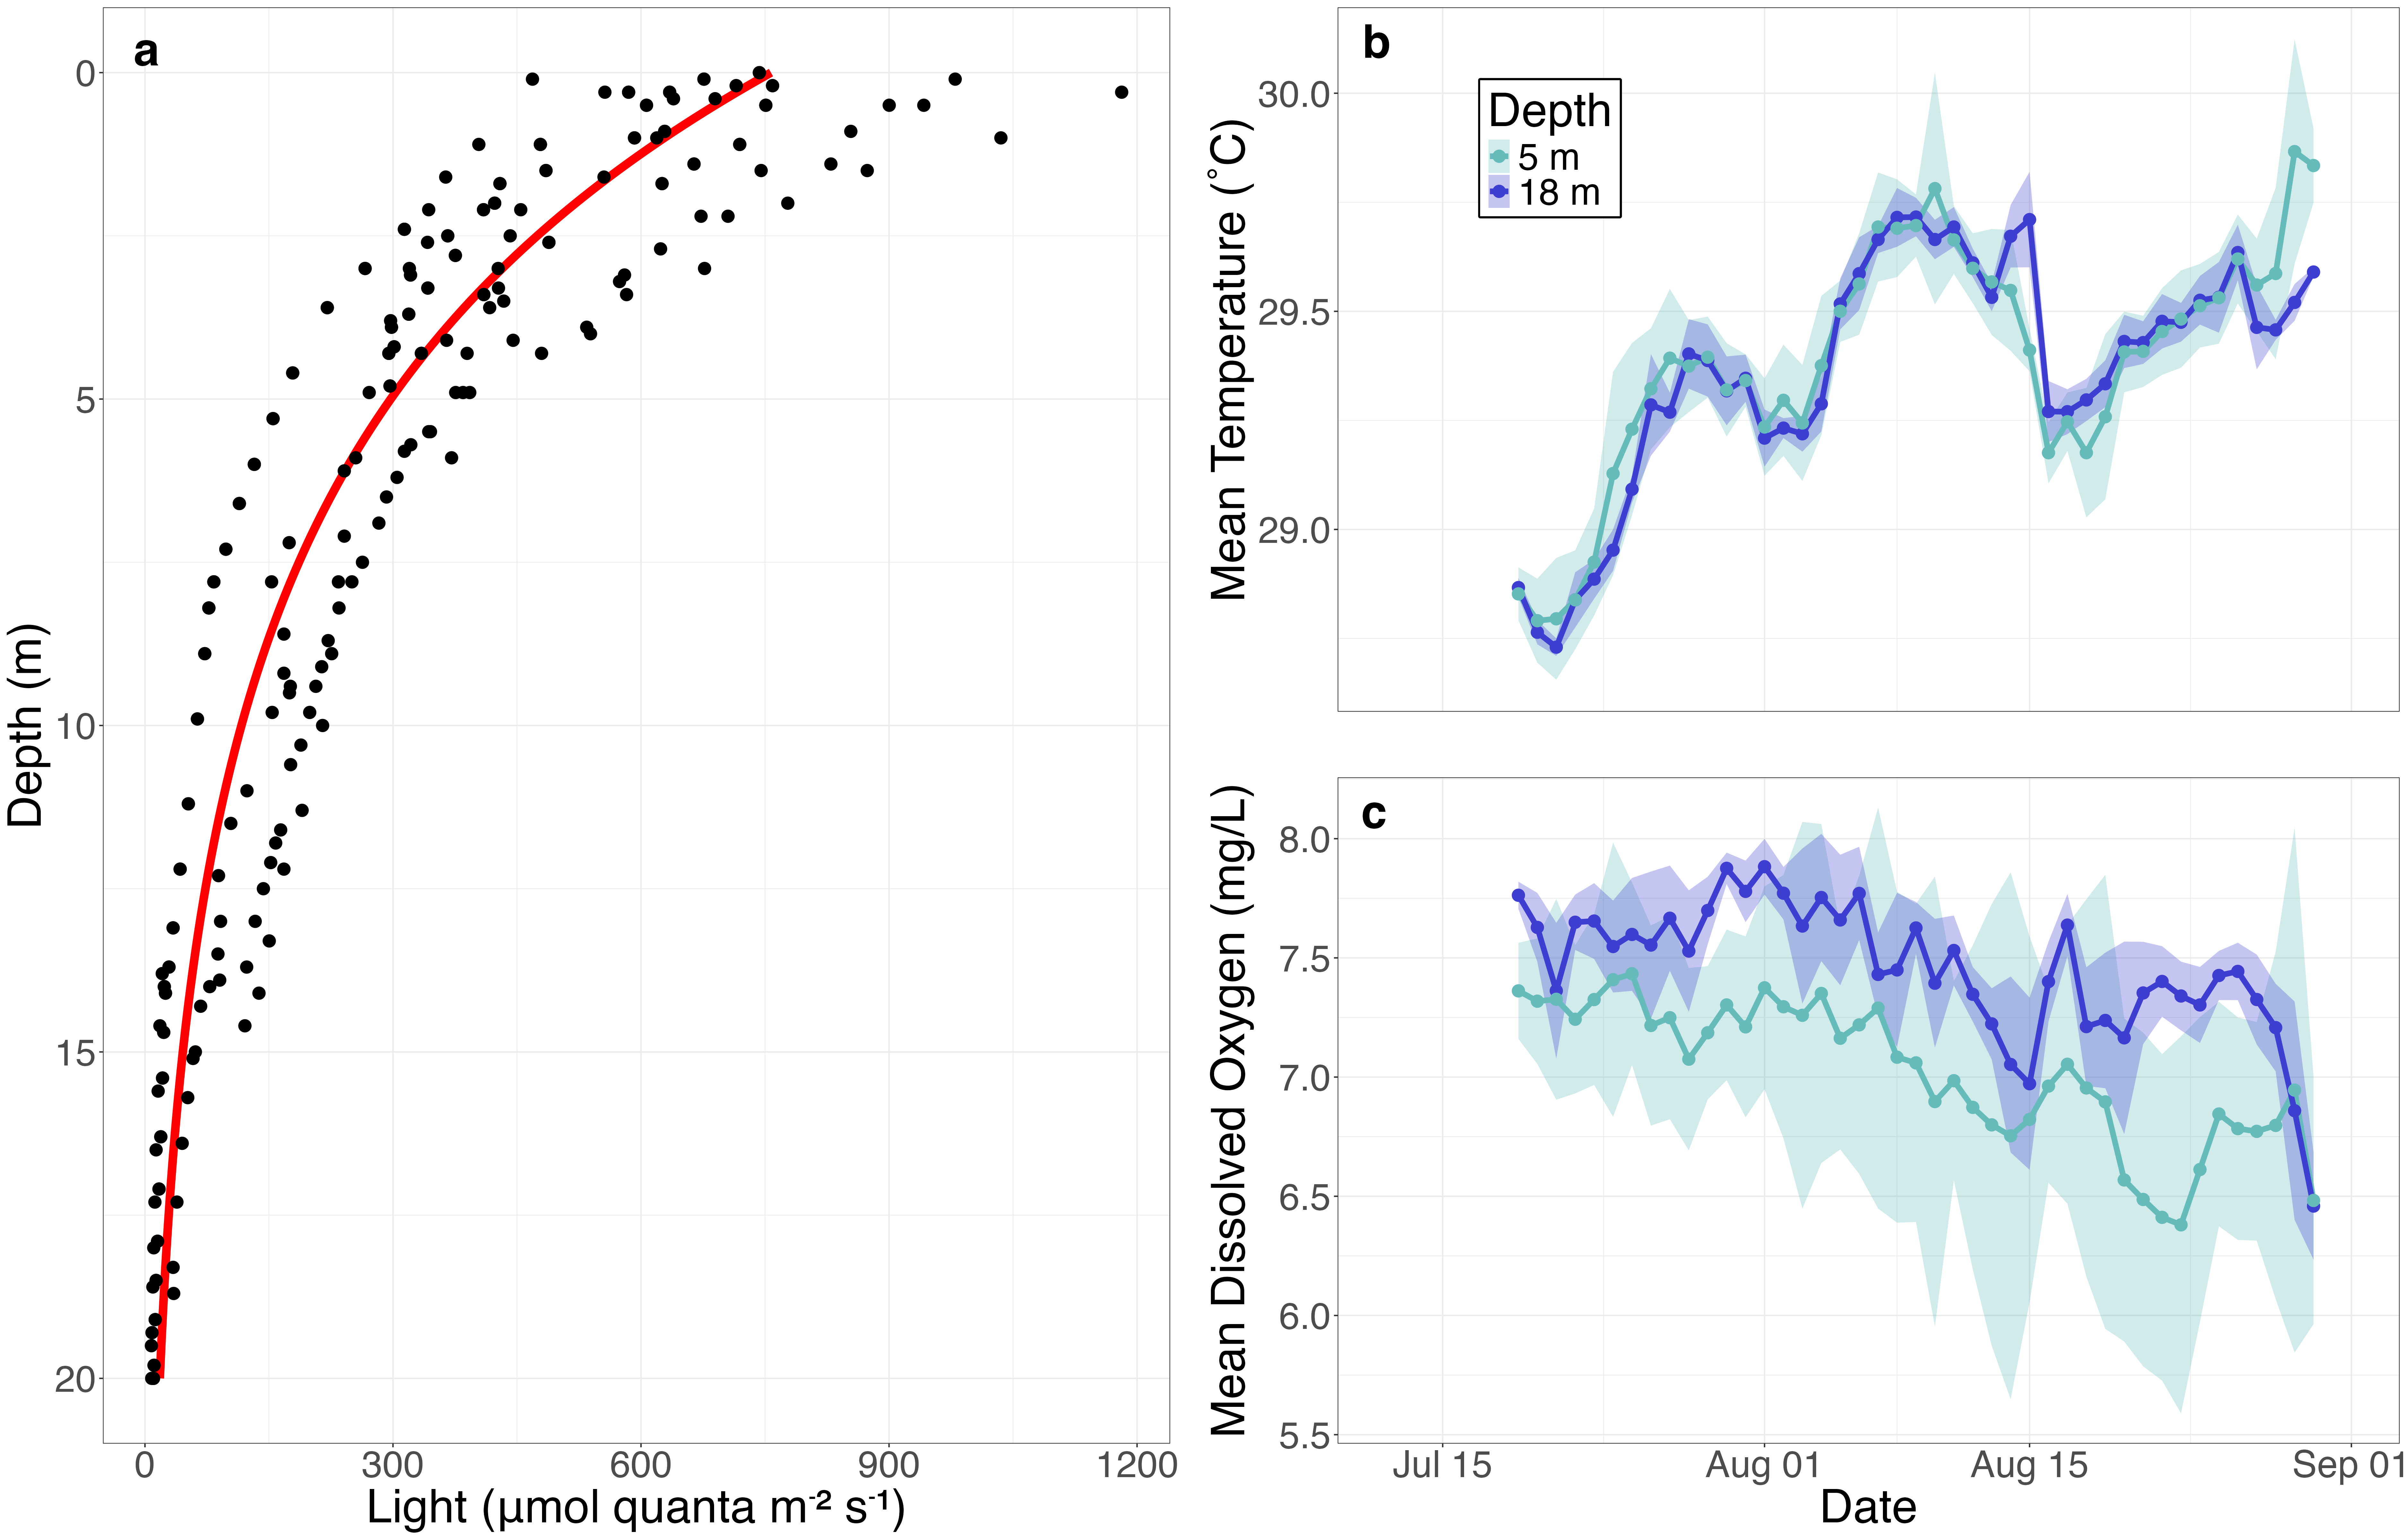 a
0
5
10
15
20
Depth (m)
0 300 600 900 1200
Light (µmol quanta m⁻² s⁻¹)
b
Depth
5 m
18 m
30.0
29.5
29.0
Mean Temperature (°C)
c
8.0
7.5
7.0
6.5
6.0
5.5
Mean Dissolved Oxygen (mg/L)
Jul 15 Aug 01 Aug 15 Sep 01
Date